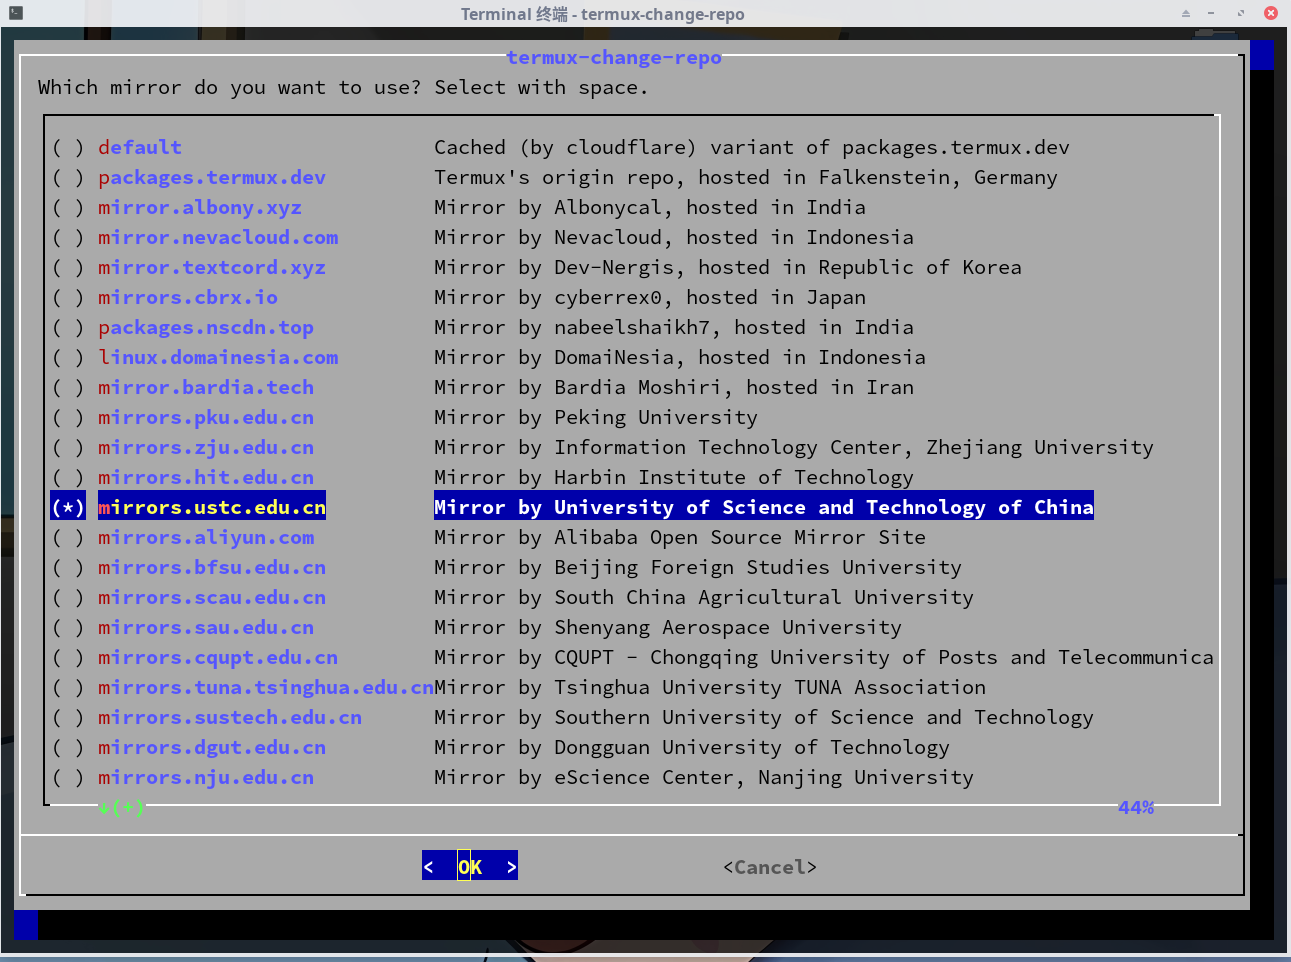 Terminal 终端 - termux-change-repo
termux-change-repo
Which mirror do you want to use? Select with space.
( ) default Cached (by cloudflare) variant of packages.termux.dev
( ) packages.termux.dev Termux's origin repo, hosted in Falkenstein, Germany
( ) mirror.albony.xyz Mirror by Albonycal, hosted in India
( ) mirror.nevacloud.com Mirror by Nevacloud, hosted in Indonesia
( ) mirror.textcord.xyz Mirror by Dev-Nergis, hosted in Republic of Korea
( ) mirrors.cbrx.io Mirror by cyberrex0, hosted in Japan
( ) packages.nscdn.top Mirror by nabeelshaikh7, hosted in India
( ) linux.domainesia.com Mirror by DomaiNesia, hosted in Indonesia
( ) mirror.bardia.tech Mirror by Bardia Moshiri, hosted in Iran
( ) mirrors.pku.edu.cn Mirror by Peking University
( ) mirrors.zju.edu.cn Mirror by Information Technology Center, Zhejiang University
( ) mirrors.hit.edu.cn Mirror by Harbin Institute of Technology
(*) mirrors.ustc.edu.cn Mirror by University of Science and Technology of China
( ) mirrors.aliyun.com Mirror by Alibaba Open Source Mirror Site
( ) mirrors.bfsu.edu.cn Mirror by Beijing Foreign Studies University
( ) mirrors.scau.edu.cn Mirror by South China Agricultural University
( ) mirrors.sau.edu.cn Mirror by Shenyang Aerospace University
( ) mirrors.cqupt.edu.cn Mirror by CQUPT - Chongqing University of Posts and Telecommunica
( ) mirrors.tuna.tsinghua.edu.cnMirror by Tsinghua University TUNA Association
( ) mirrors.sustech.edu.cn Mirror by Southern University of Science and Technology
( ) mirrors.dgut.edu.cn Mirror by Dongguan University of Technology
( ) mirrors.nju.edu.cn Mirror by eScience Center, Nanjing University
↓(+) 44%
< OK > <Cancel>